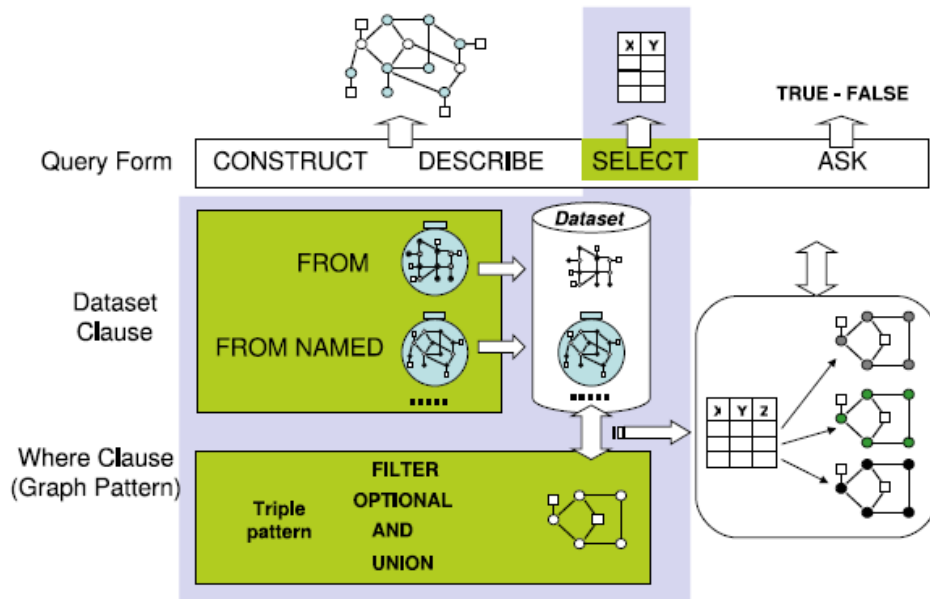 X Y
TRUE - FALSE
Query Form
CONSTRUCT DESCRIBE SELECT ASK
Dataset
FROM
Dataset
Clause
FROM NAMED
X Y Z
Where Clause
(Graph Pattern)
FILTER
Triple
pattern
OPTIONAL
AND
UNION